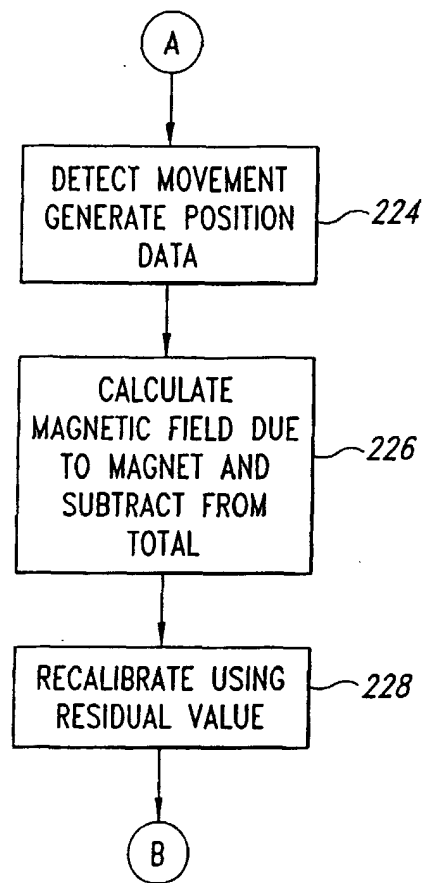 A
DETECT MOVEMENT
GENERATE POSITION
DATA
224
CALCULATE
MAGNETIC FIELD DUE
TO MAGNET AND
SUBTRACT FROM
TOTAL
226
RECALIBRATE USING
RESIDUAL VALUE
228
B